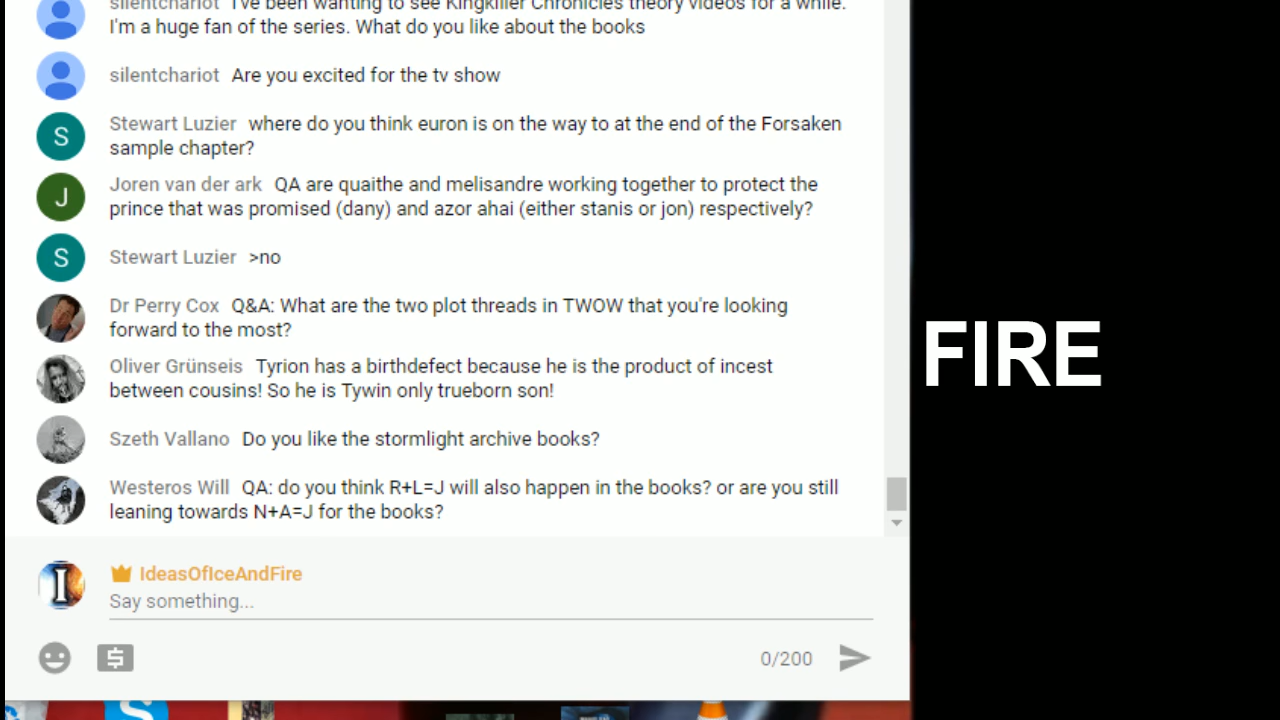 silentchariot I've been wanting to see Kingkiller Chronicles theory videos for a while.
I'm a huge fan of the series. What do you like about the books
silentchariot Are you excited for the tv show
S Stewart Luzier where do you think euron is on the way to at the end of the Forsaken
sample chapter?
J Joren van der ark QA are quaithe and melisandre working together to protect the
prince that was promised (dany) and azor ahai (either stanis or jon) respectively?
S Stewart Luzier >no
Dr Perry Cox Q&A: What are the two plot threads in TWOW that you're looking
forward to the most?
Oliver Grünseis Tyrion has a birthdefect because he is the product of incest
between cousins! So he is Tywin only trueborn son!
Szeth Vallano Do you like the stormlight archive books?
Westeros Will QA: do you think R+L=J will also happen in the books? or are you still
leaning towards N+A=J for the books?
I IdeasOfIceAndFire
Say something...
0/200
FIRE